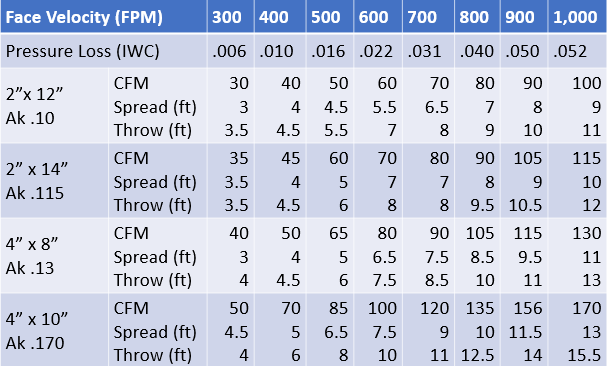 Face Velocity (FPM) 300 400 500 600 700 800 900 1,000
Pressure Loss (IWC) .006 .010 .016 .022 .031 .040 .050 .052
2”x 12” CFM 30 40 50 60 70 80 90 100
Ak .10 Spread (ft) 3 4 4.5 5.5 6.5 7 8 9
Throw (ft) 3.5 4.5 5.5 7 8 9 10 11
2” x 14” CFM 35 45 60 70 80 90 105 115
Ak .115 Spread (ft) 3.5 4 5 7 7 8 9 10
Throw (ft) 3.5 4.5 6 8 8 9.5 10.5 12
4” x 8” CFM 40 50 65 80 90 105 115 130
Ak .13 Spread (ft) 3 4 5 6.5 7.5 8.5 9.5 11
Throw (ft) 4 4.5 6 7.5 8.5 10 11 13
4” x 10” CFM 50 70 85 100 120 135 156 170
Ak .170 Spread (ft) 4.5 5 6.5 7.5 9 10 11.5 13
Throw (ft) 4 6 8 10 11 12.5 14 15.5